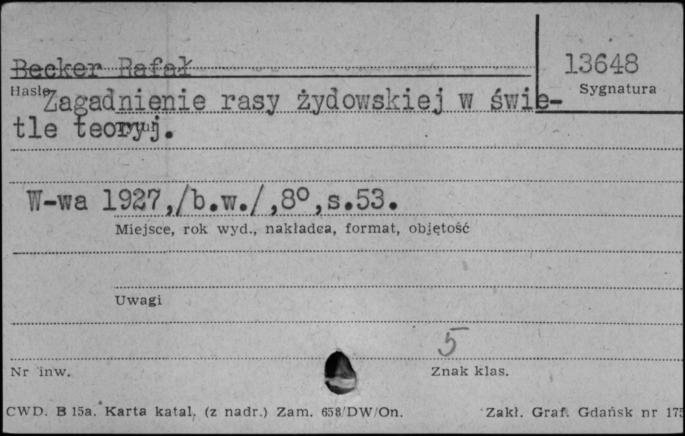 Becker Rafał
13648
Hasło
Sygnatura
Zagadnienie rasy żydowskiej w świe-
tle teoryj.
W-wa 1927,/b.w./,8°,s.53.
Miejsce, rok wyd., nakładca, format, objętość
Uwagi
5
Nr inw.
Znak klas.
CWD. B 15a. Karta katal. (z nadr.) Zam. 658/DW/On.
Zakł. Graf. Gdańsk nr 175